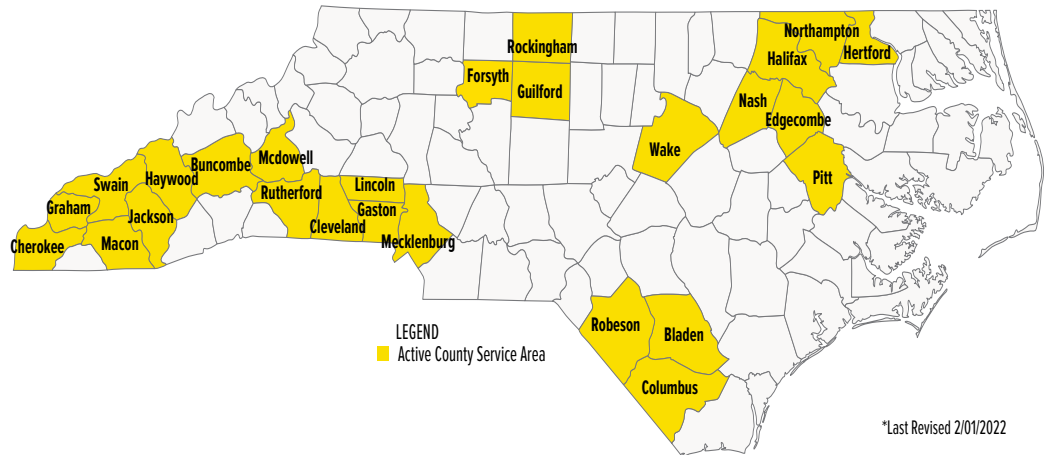 Northampton
Rockingham
Hertford
Halifax
Forsyth
Guilford
Nash
Edgecombe
Wake
Mcdowell
Buncombe
Haywood
Swain
Pitt
Lincoln
Rutherford
Graham
Gaston
Jackson
Cleveland
Mecklenburg
Macon
Cherokee
Robeson
Bladen
LEGEND
Active County Service Area
Columbus
*Last Revised 2/01/2022